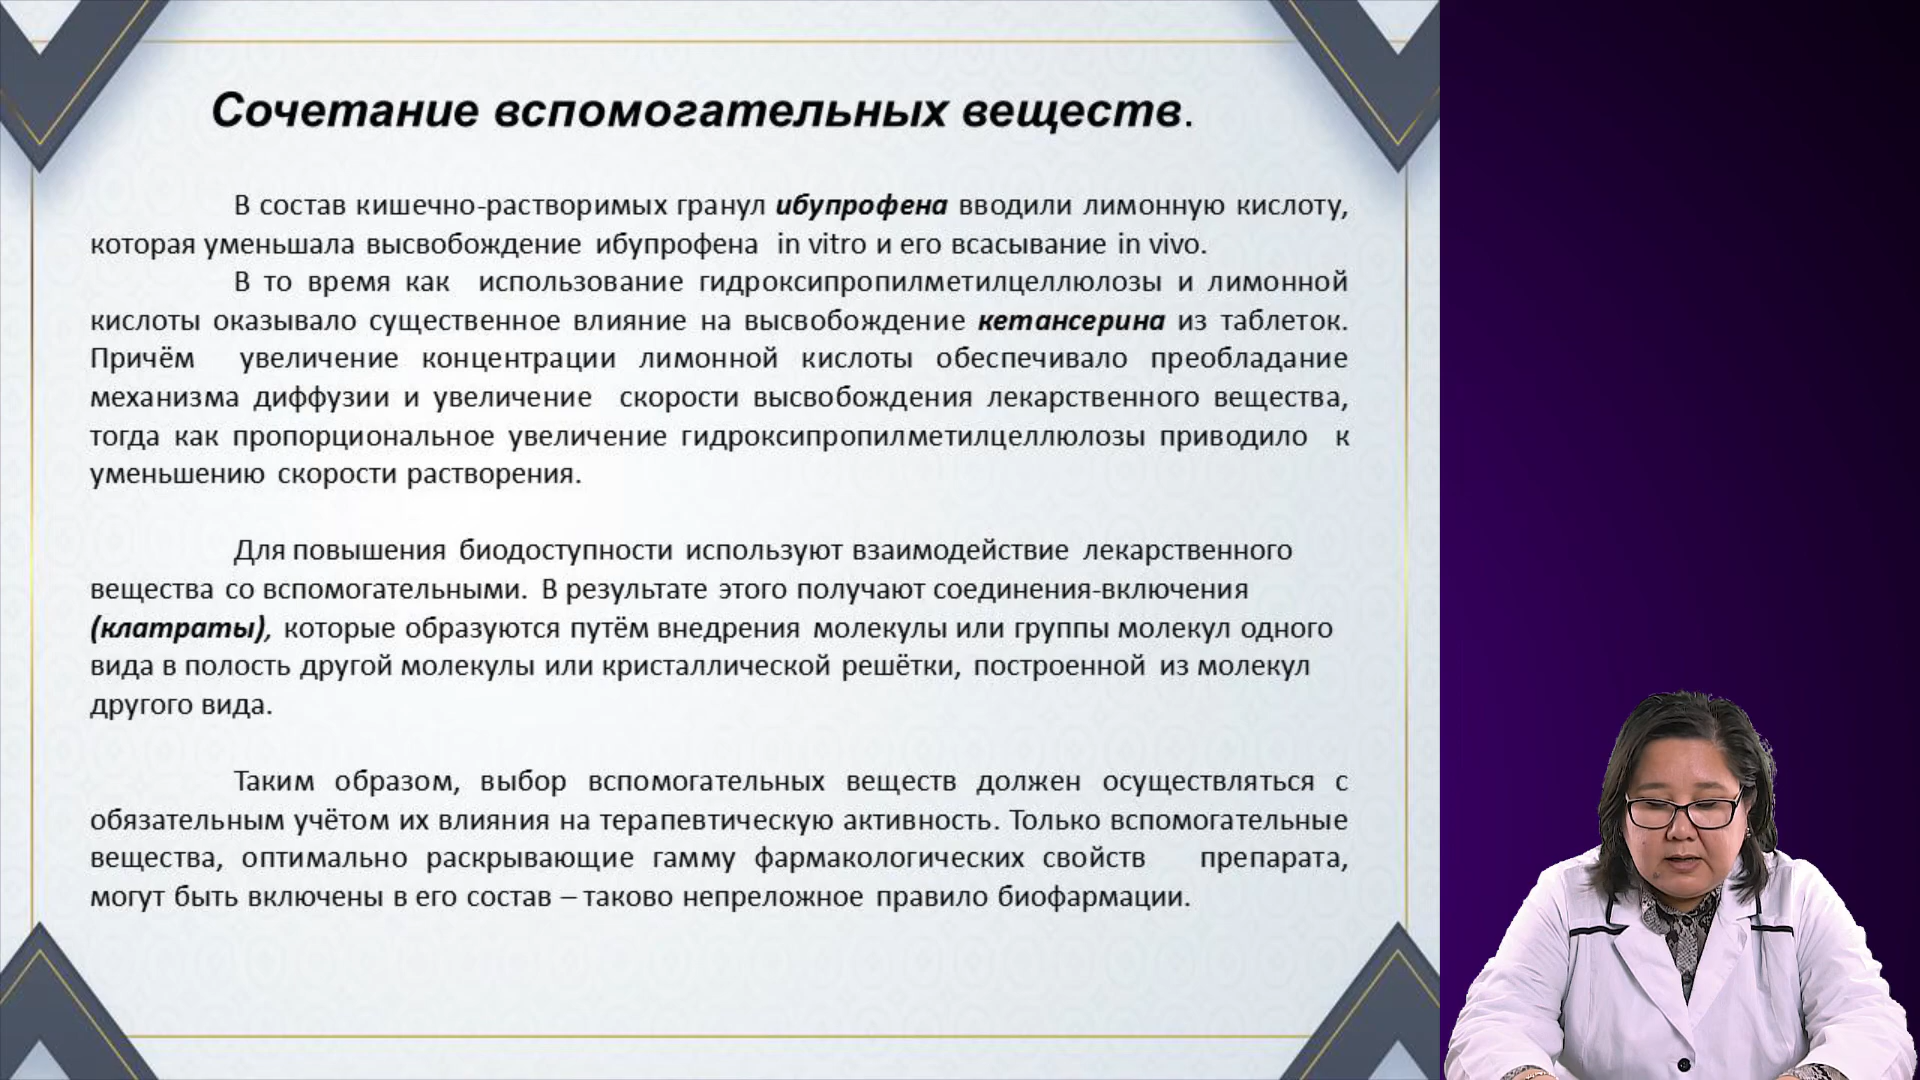 Сочетание вспомогательных веществ.
В состав кишечно-растворимых гранул ибупрофена вводили лимонную кислоту,
которая уменьшала высвобождение ибупрофена in vitro и его всасывание in vivo.
В то время как использование гидроксипропилметилцеллюлозы и лимонной
кислоты оказывало существенное влияние на высвобождение кетансерина из таблеток.
Причём увеличение концентрации лимонной кислоты обеспечивало преобладание
механизма диффузии и увеличение скорости высвобождения лекарственного вещества,
тогда как пропорциональное увеличение гидроксипропилметилцеллюлозы приводило к
уменьшению скорости растворения.
Для повышения биодоступности используют взаимодействие лекарственного
вещества со вспомогательными. В результате этого получают соединения-включения
(клатраты), которые образуются путём внедрения молекулы или группы молекул одного
вида в полость другой молекулы или кристаллической решётки, построенной из молекул
другого вида.
Таким образом, выбор вспомогательных веществ должен осуществляться с
обязательным учётом их влияния на терапевтическую активность. Только вспомогательные
вещества, оптимально раскрывающие гамму фармакологических свойств препарата,
могут быть включены в его состав – таково непреложное правило биофармации.